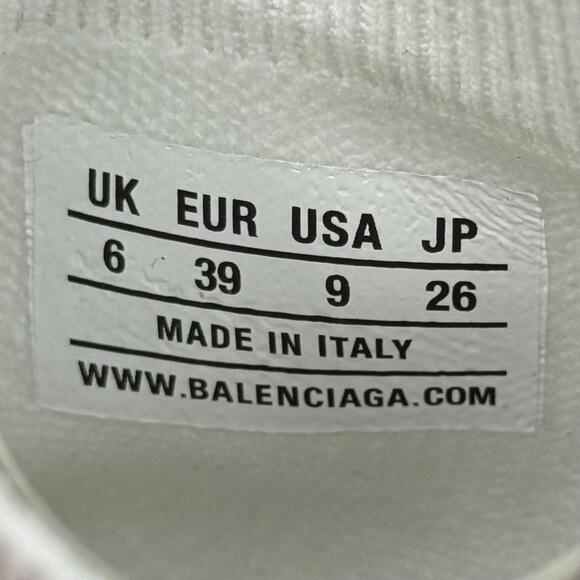 UK EUR USA JP
6 39 9 26
MADE IN ITALY
WWW.BALENCIAGA.COM